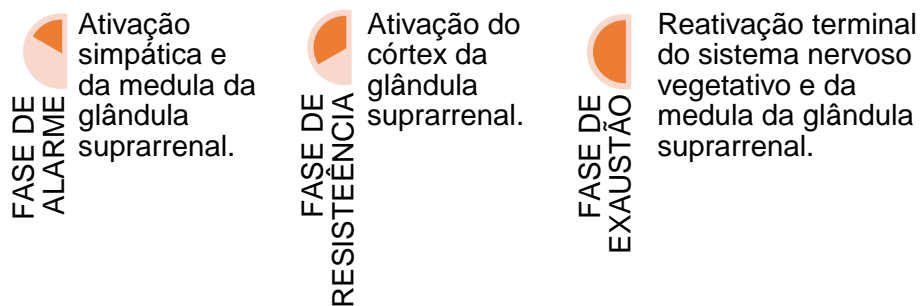 FASE DE
ALARME
Ativação
simpática e
da medula da
glândula
suprarrenal.
FASE DE
RESISTEÊNCIA
Ativação do
córtex da
glândula
suprarrenal.
FASE DE
EXAUSTÃO
Reativação terminal
do sistema nervoso
vegetativo e da
medula da glândula
suprarrenal.